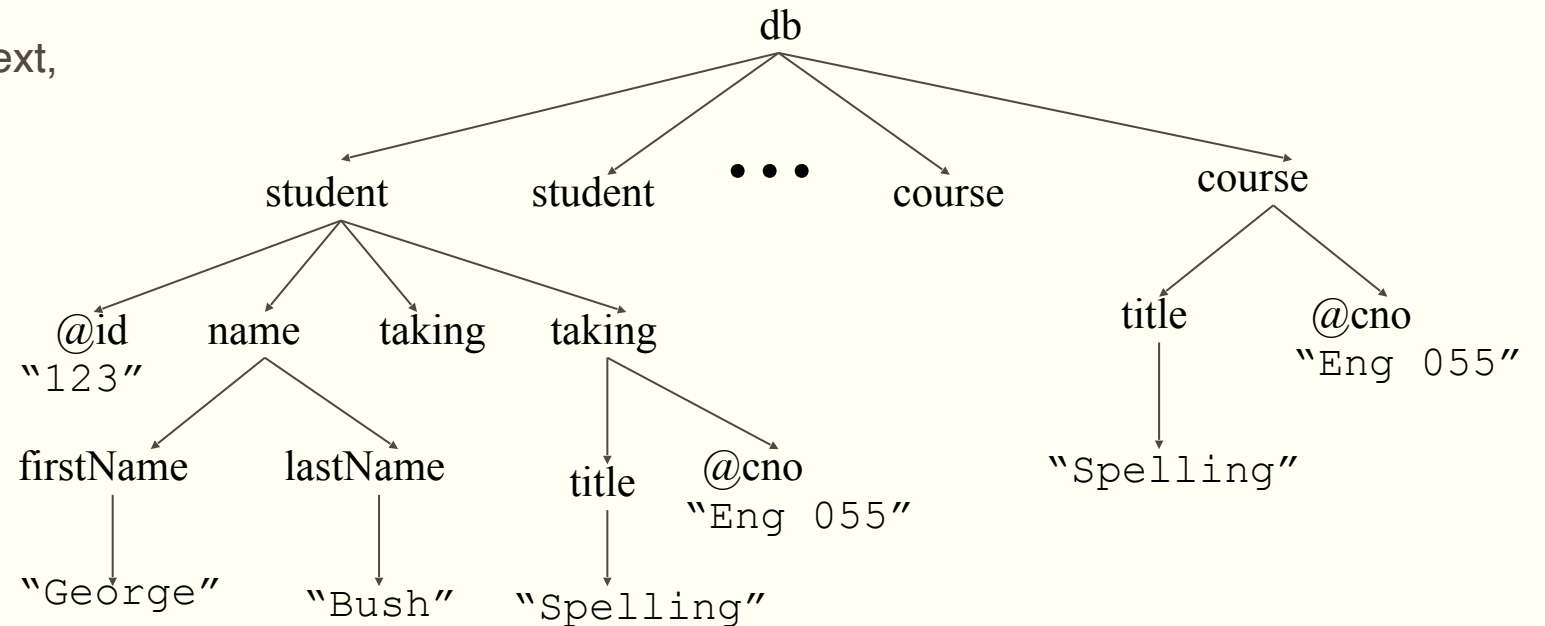 db
ext,
student student ••• course course
@id name taking taking title @cno
"123" "Eng 055"
firstName lastName title @cno "Spelling"
"Eng 055"
"George" "Bush" "Spelling"